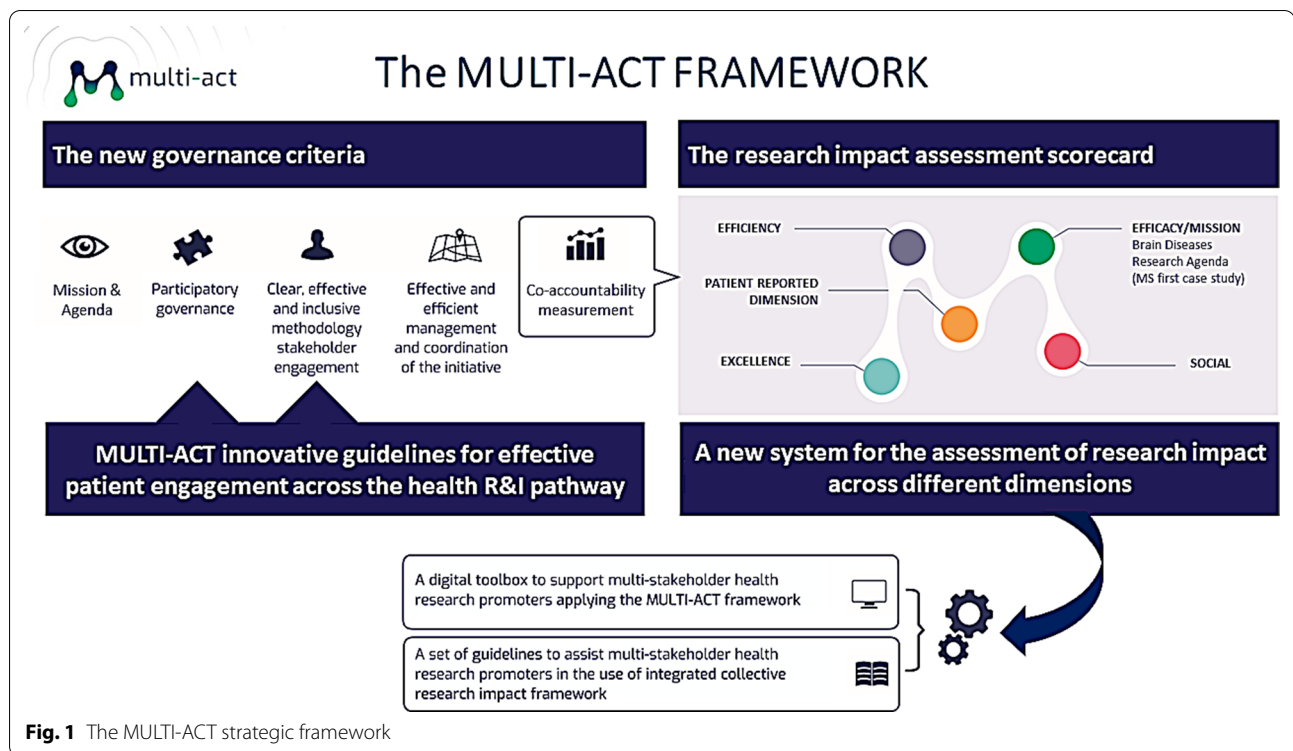 multi-act
The MULTI-ACT FRAMEWORK
The new governance criteria
Mission &
Agenda
Participatory
governance
Clear, effective
and inclusive
methodology
stakeholder
engagement
Effective and
efficient
management
and coordination
of the initiative
Co-accountability
measurement
MULTI-ACT innovative guidelines for effective
patient engagement across the health R&I pathway
The research impact assessment scorecard
EFFICIENCY
PATIENT REPORTED
DIMENSION
EXCELLENCE
EFFICACY/MISSION
Brain Diseases
Research Agenda
(MS first case study)
SOCIAL
A new system for the assessment of research impact
across different dimensions
A digital toolbox to support multi-stakeholder health
research promoters applying the MULTI-ACT framework
A set of guidelines to assist multi-stakeholder health
research promoters in the use of integrated collective
research impact framework
Fig. 1 The MULTI-ACT strategic framework